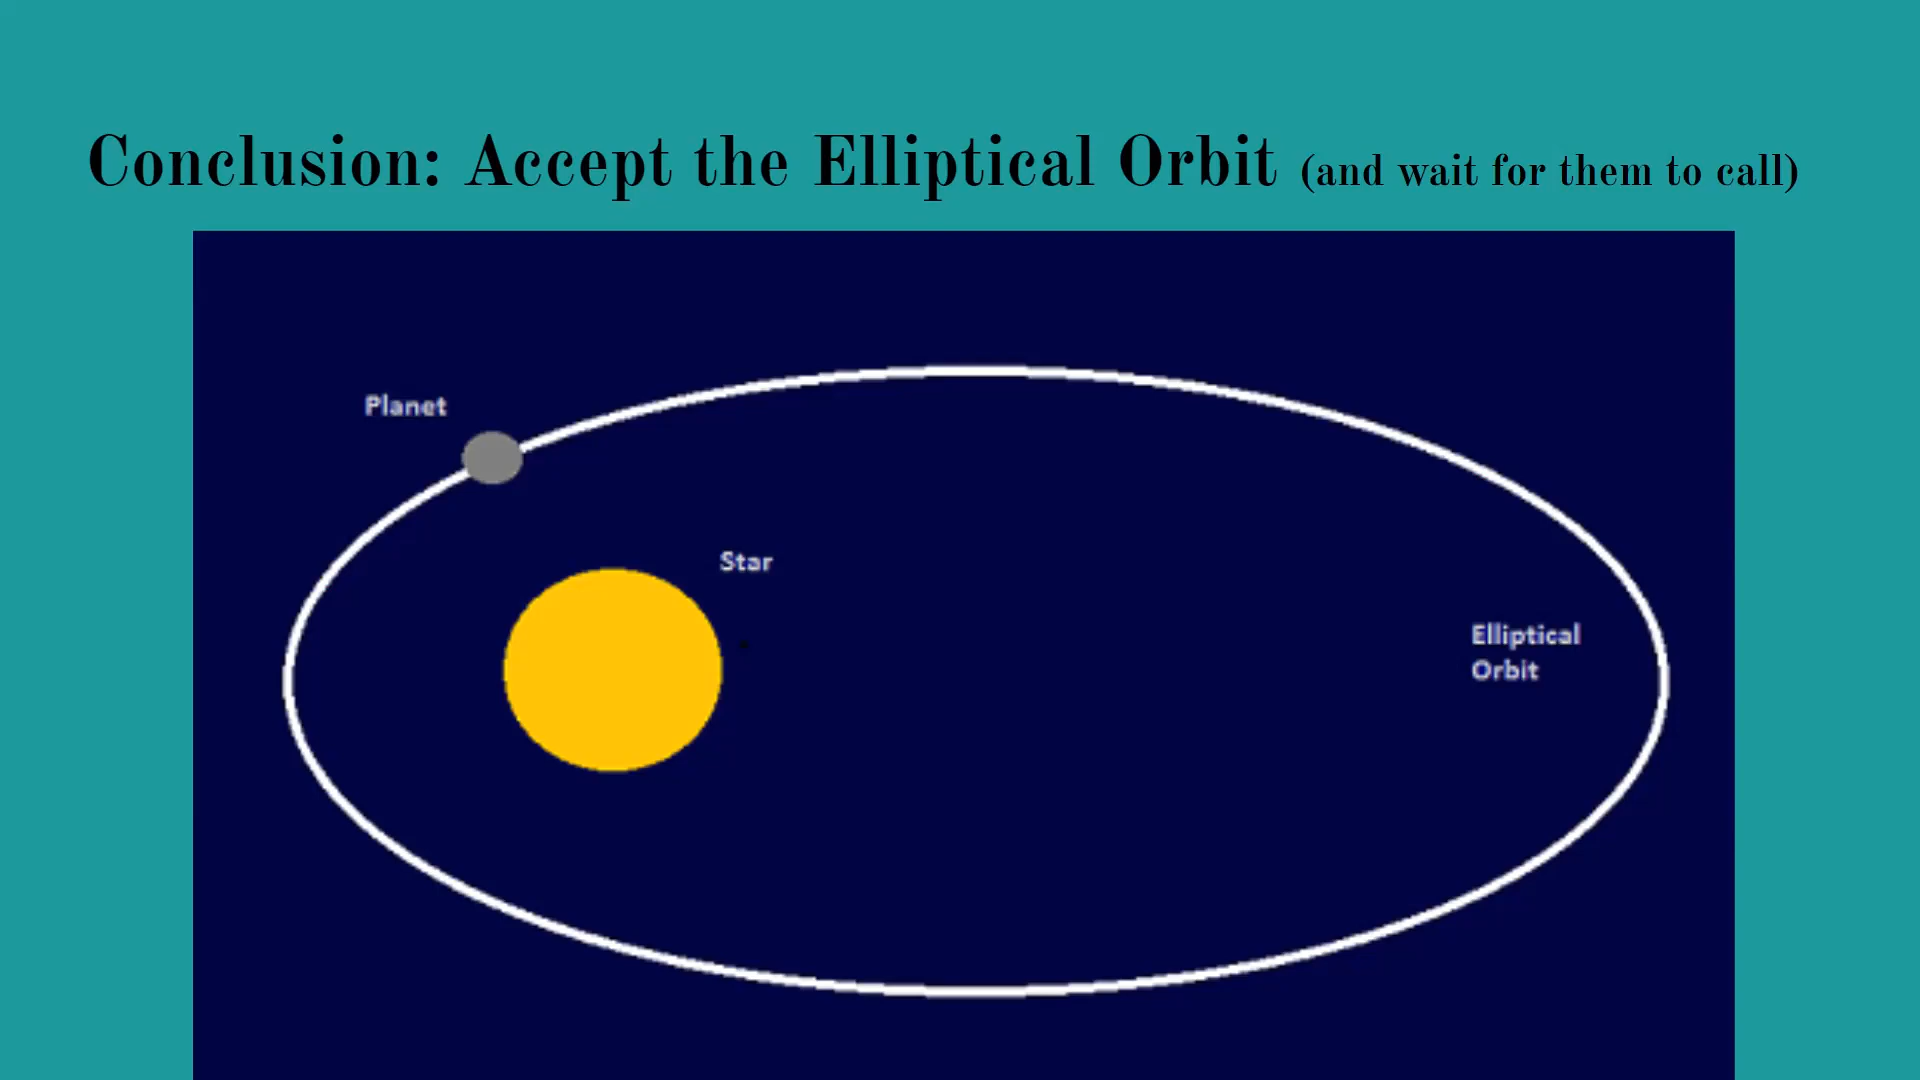 Conclusion: Accept the Elliptical Orbit (and wait for them to call)
Planet
Star
Elliptical
Orbit